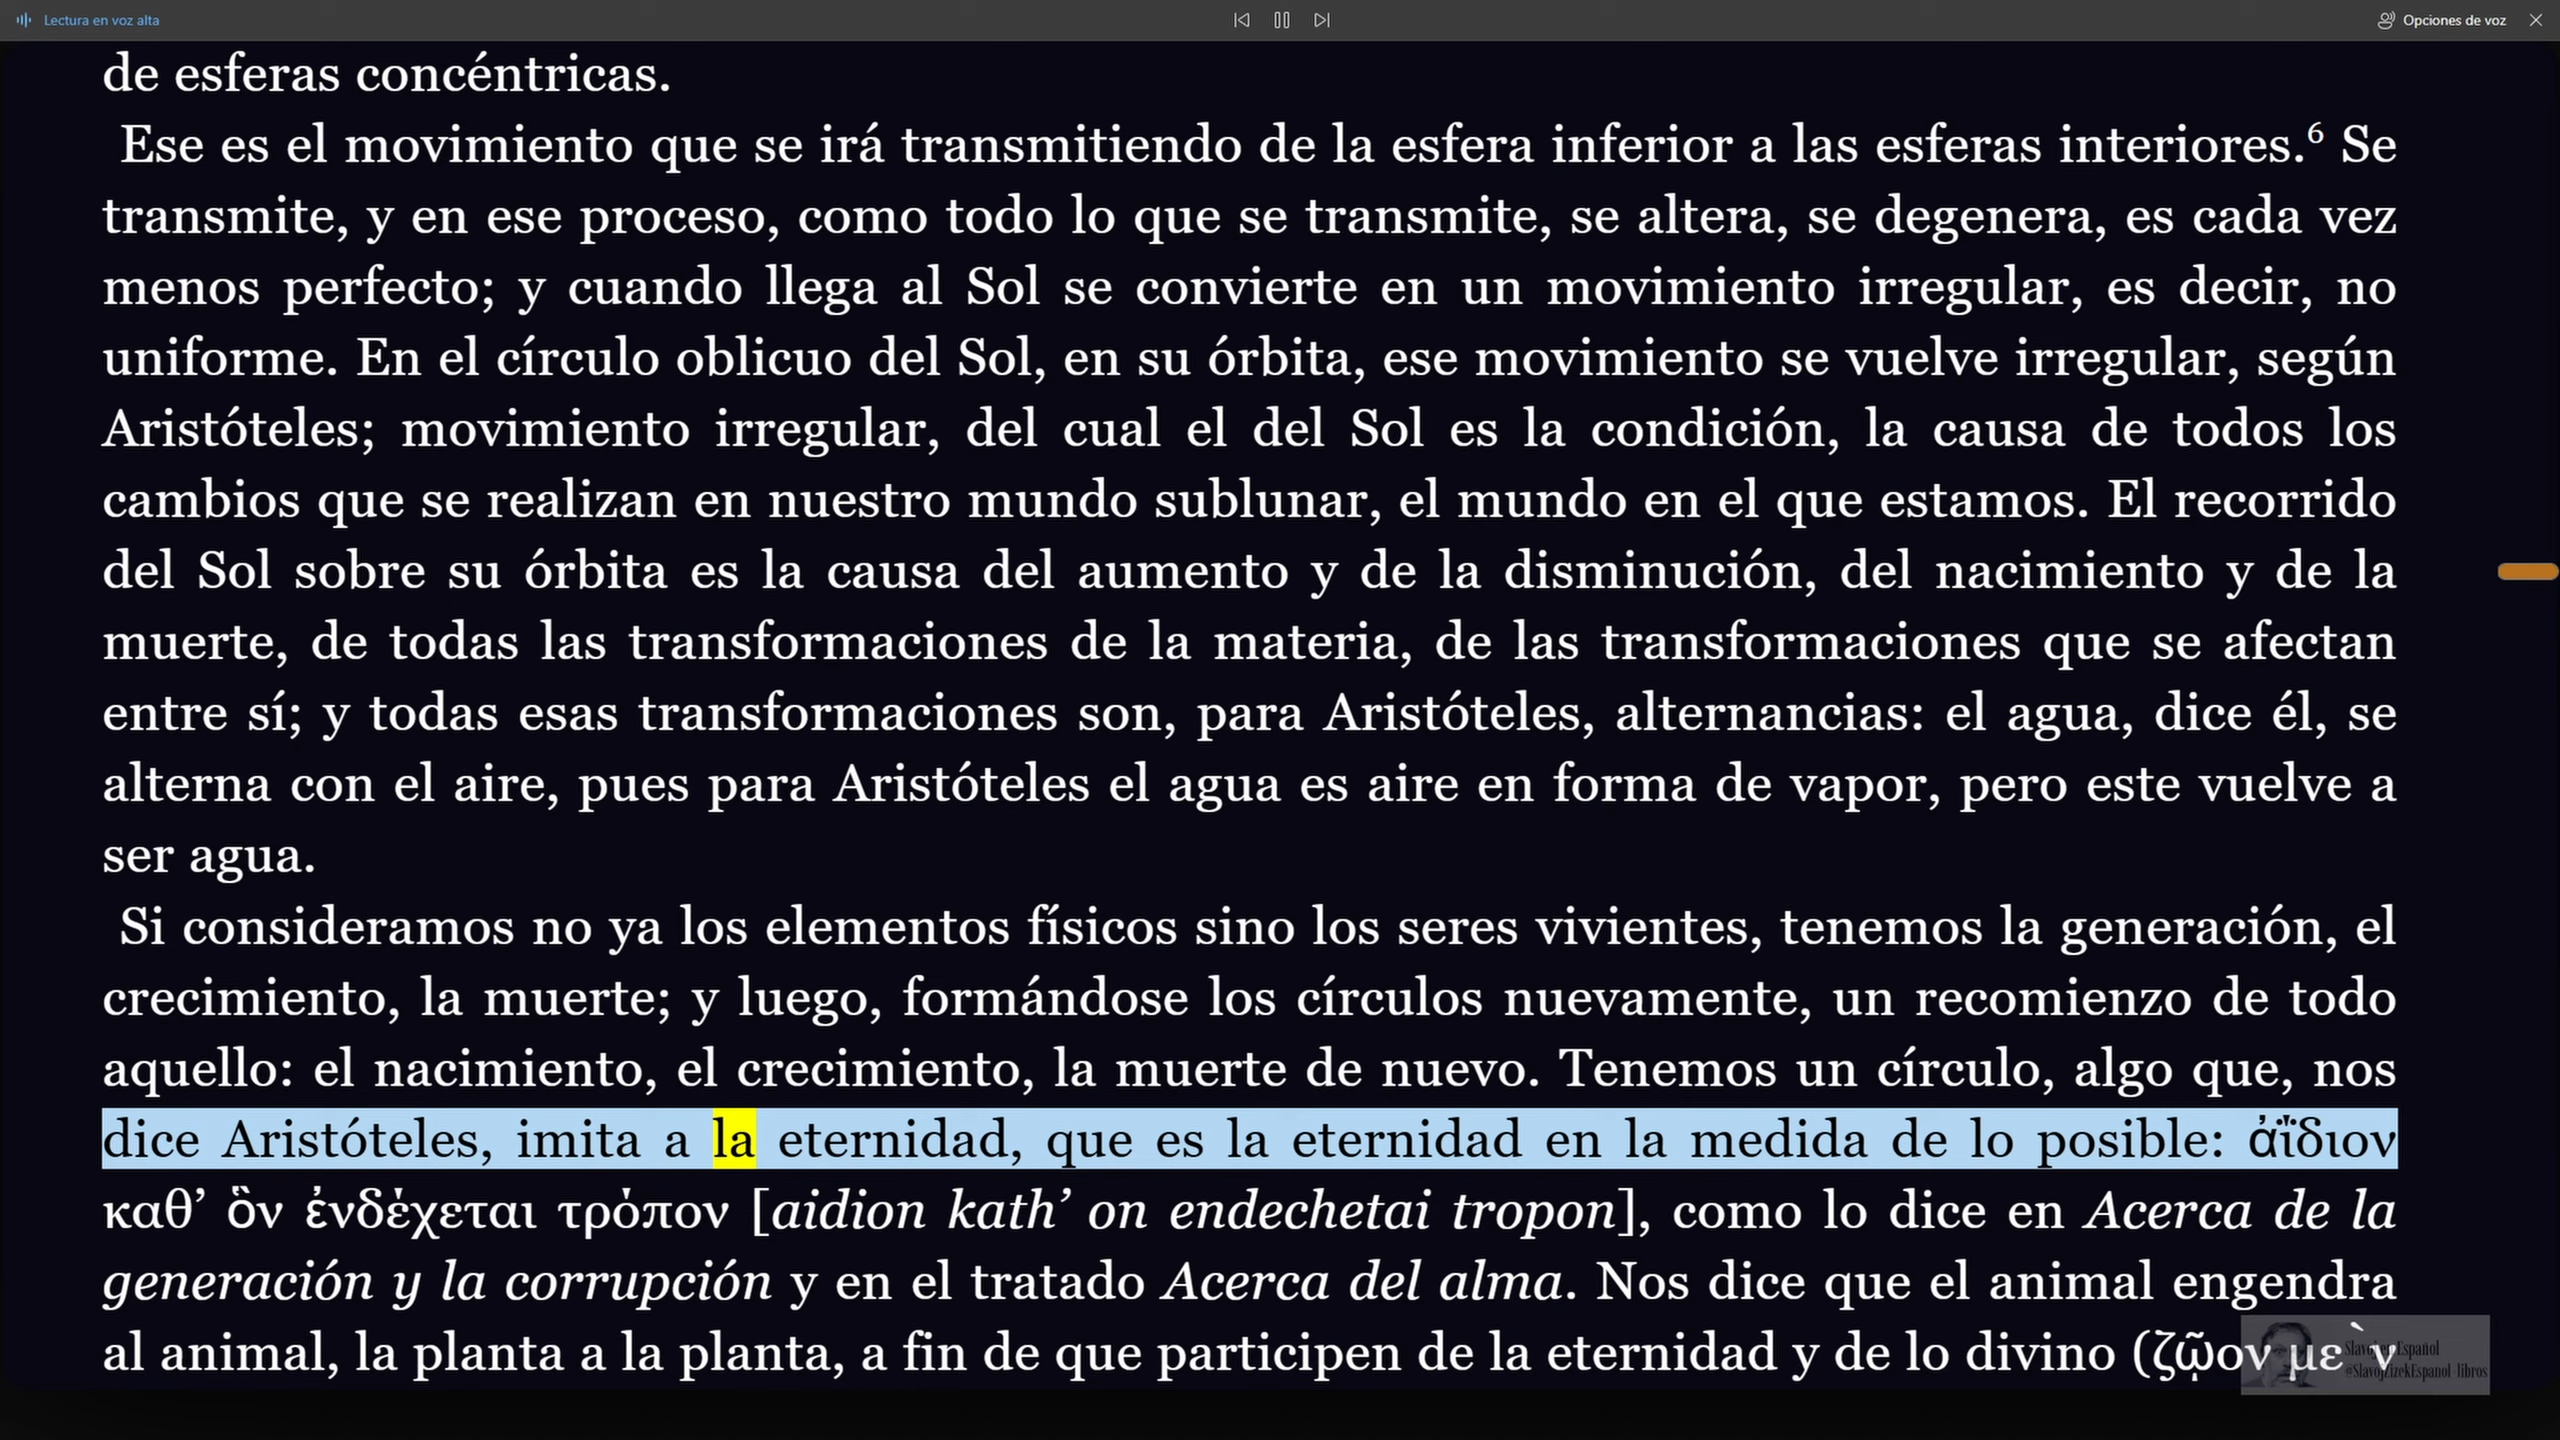 Lectura en voz alta
Opciones de voz
de esferas concéntricas.
Ese es el movimiento que se irá transmitiendo de la esfera inferior a las esferas interiores.⁶ Se
transmite, y en ese proceso, como todo lo que se transmite, se altera, se degenera, es cada vez
menos perfecto; y cuando llega al Sol se convierte en un movimiento irregular, es decir, no
uniforme. En el círculo oblicuo del Sol, en su órbita, ese movimiento se vuelve irregular, según
Aristóteles; movimiento irregular, del cual el del Sol es la condición, la causa de todos los
cambios que se realizan en nuestro mundo sublunar, el mundo en el que estamos. El recorrido
del Sol sobre su órbita es la causa del aumento y de la disminución, del nacimiento y de la
muerte, de todas las transformaciones de la materia, de las transformaciones que se afectan
entre sí; y todas esas transformaciones son, para Aristóteles, alternancias: el agua, dice él, se
alterna con el aire, pues para Aristóteles el agua es aire en forma de vapor, pero este vuelve a
ser agua.
Si consideramos no ya los elementos físicos sino los seres vivientes, tenemos la generación, el
crecimiento, la muerte; y luego, formándose los círculos nuevamente, un recomienzo de todo
aquello: el nacimiento, el crecimiento, la muerte de nuevo. Tenemos un círculo, algo que, nos
dice Aristóteles, imita a la eternidad, que es la eternidad en la medida de lo posible: ἀΐδιον
καθ’ ὃν ἐνδέχεται τρόπον [aidion kath’ on endechetai tropon], como lo dice en Acerca de la
generación y la corrupción y en el tratado Acerca del alma. Nos dice que el animal engendra
al animal, la planta a la planta, a fin de que participen de la eternidad y de lo divino (ζῷον μὲν
Español
@SlavojZizekEspanol-libros